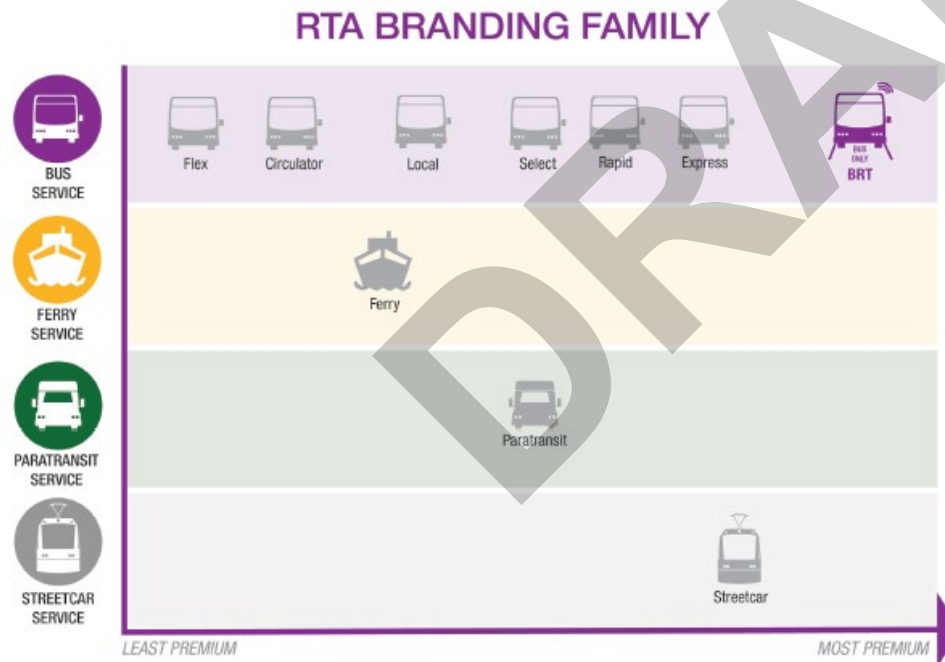 RTA BRANDING FAMILY
BUS
SERVICE
Flex
Circulator
Local
Select
Rapid
Express
BUS
ONLY
BRT
FERRY
SERVICE
Ferry
PARATRANSIT
SERVICE
Paratransit
STREETCAR
SERVICE
Streetcar
LEAST PREMIUM
MOST PREMIUM
DRA